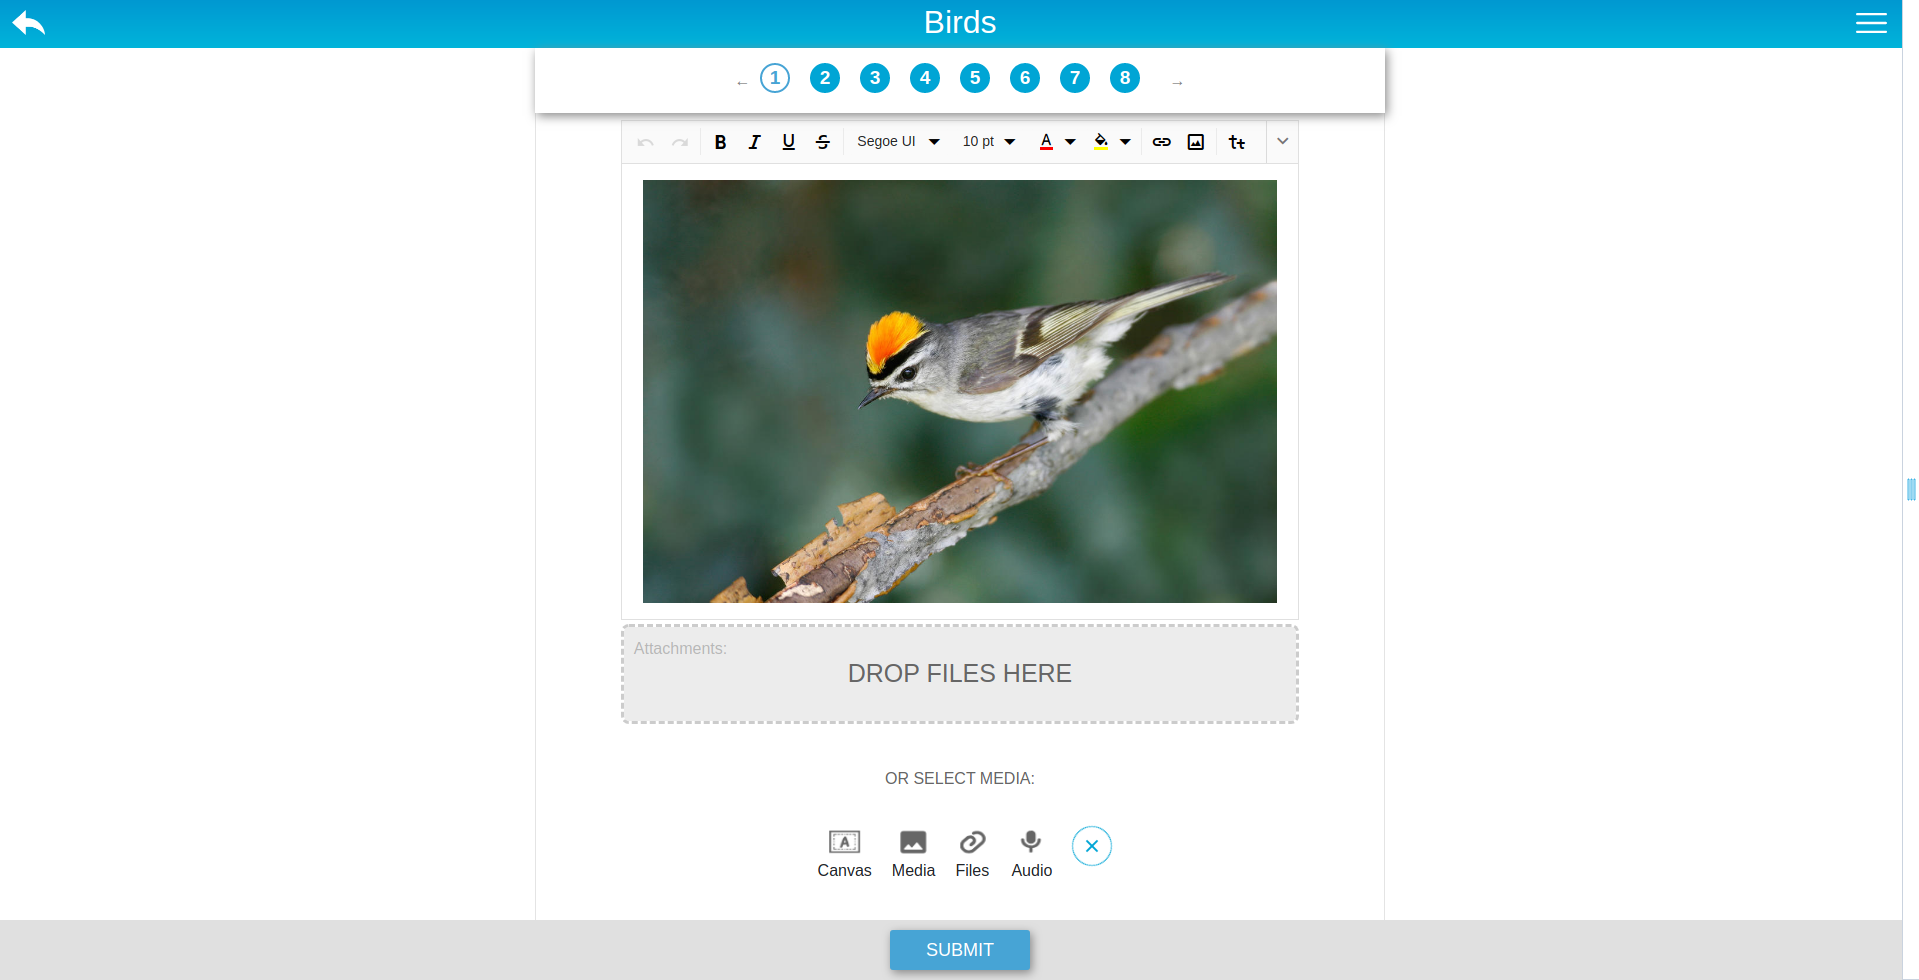 Birds
← 1 2 3 4 5 6 7 8 →
B I U S Segoe UI 10 pt A
Attachments:
DROP FILES HERE
OR SELECT MEDIA:
A
Canvas Media Files Audio
SUBMIT